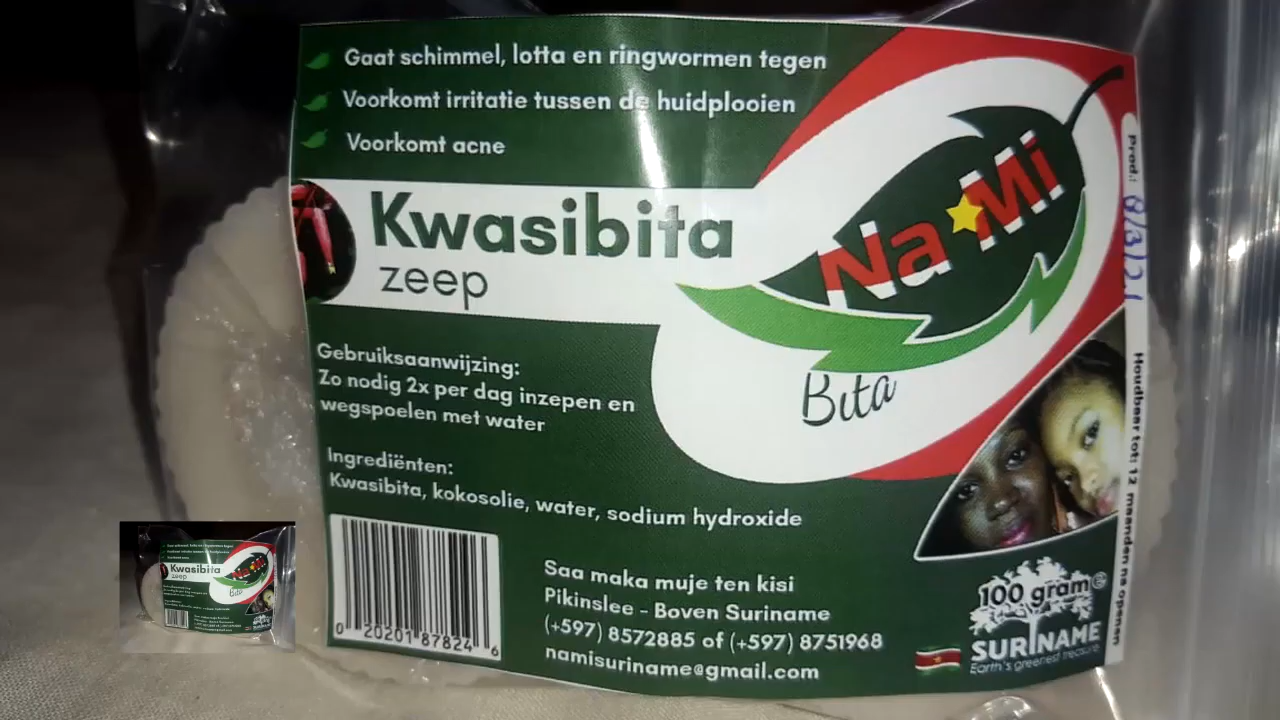 Gaat schimmel, lotta en ringwormen tegen
Voorkomt irritatie tussen de huidplooien
Voorkomt acne
Kwasibita
zeep
Na Mi
Bita
Gebruiksaanwijzing:
Zo nodig 2x per dag inzepen en
wegspoelen met water
Ingrediënten:
Kwasibita, kokosolie, water, sodium hydroxide
0 20201 87824 6
Saa maka muje ten kisi
Pikinslee - Boven Suriname
(+597) 8572885 of (+597) 8751968
namisuriname@gmail.com
100 gram e
SURINAME
Earth's greenest treasure
Prod.: 8/3/21
Houdbaar tot: 12 maanden na openen